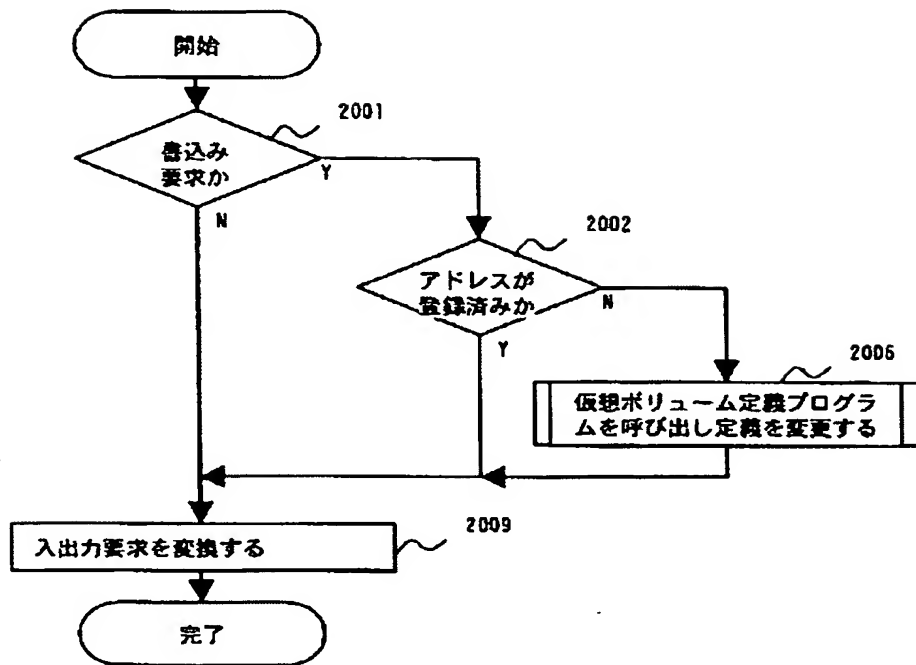 開始
2001
書込み
要求か
Y
N
2002
アドレスが
登録済みか
N
Y
2006
仮想ボリューム定義プログラ
ムを呼び出し定義を変更する
2009
入出力要求を変換する
完了